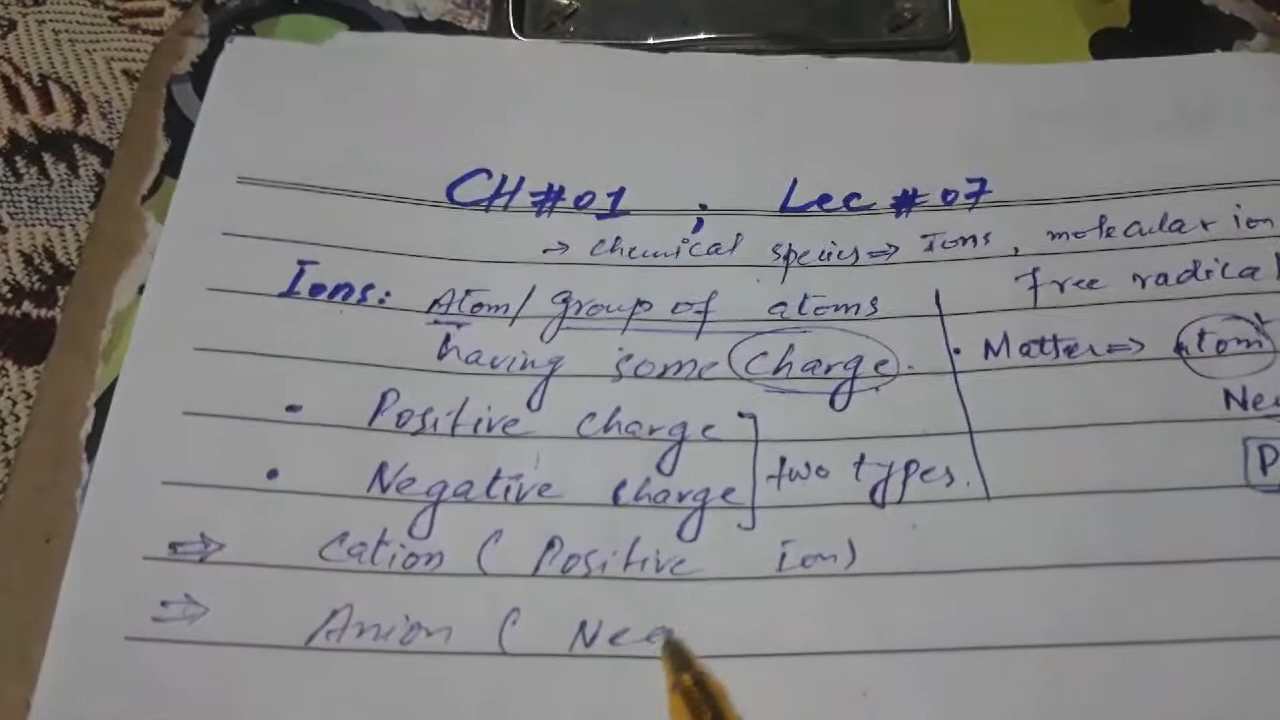 CH # 01 ; Lec # 07
→ Chemical species ⇒ Ions, molecular ion
free radical
Ions: Atom/ group of atoms
having some charge.
• Matter ⇒ atom
• Positive charge
• Negative charge ] two types.
⇒ Cation ( Positive Ion)
⇒ Anion (